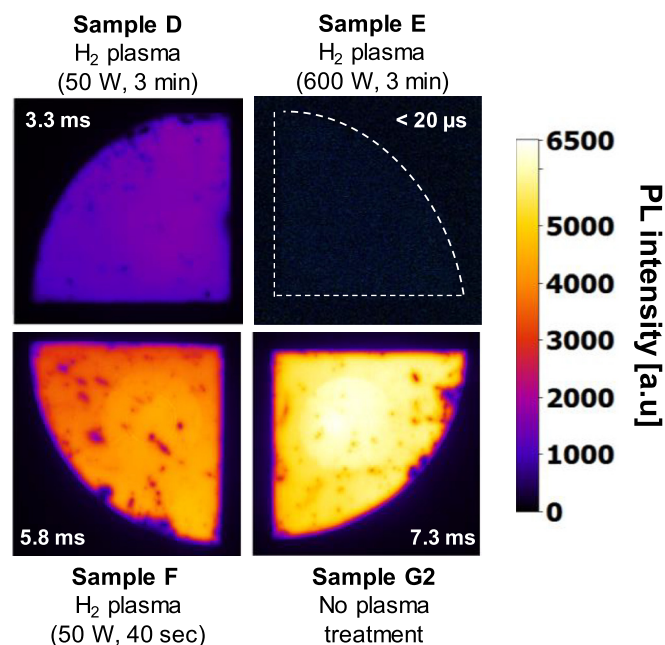 Sample D
H₂ plasma
(50 W, 3 min)
Sample E
H₂ plasma
(600 W, 3 min)
3.3 ms
< 20 µs
5.8 ms
7.3 ms
Sample F
H₂ plasma
(50 W, 40 sec)
Sample G2
No plasma
treatment
6500
5000
4000
3000
2000
1000
0
PL intensity [a.u]